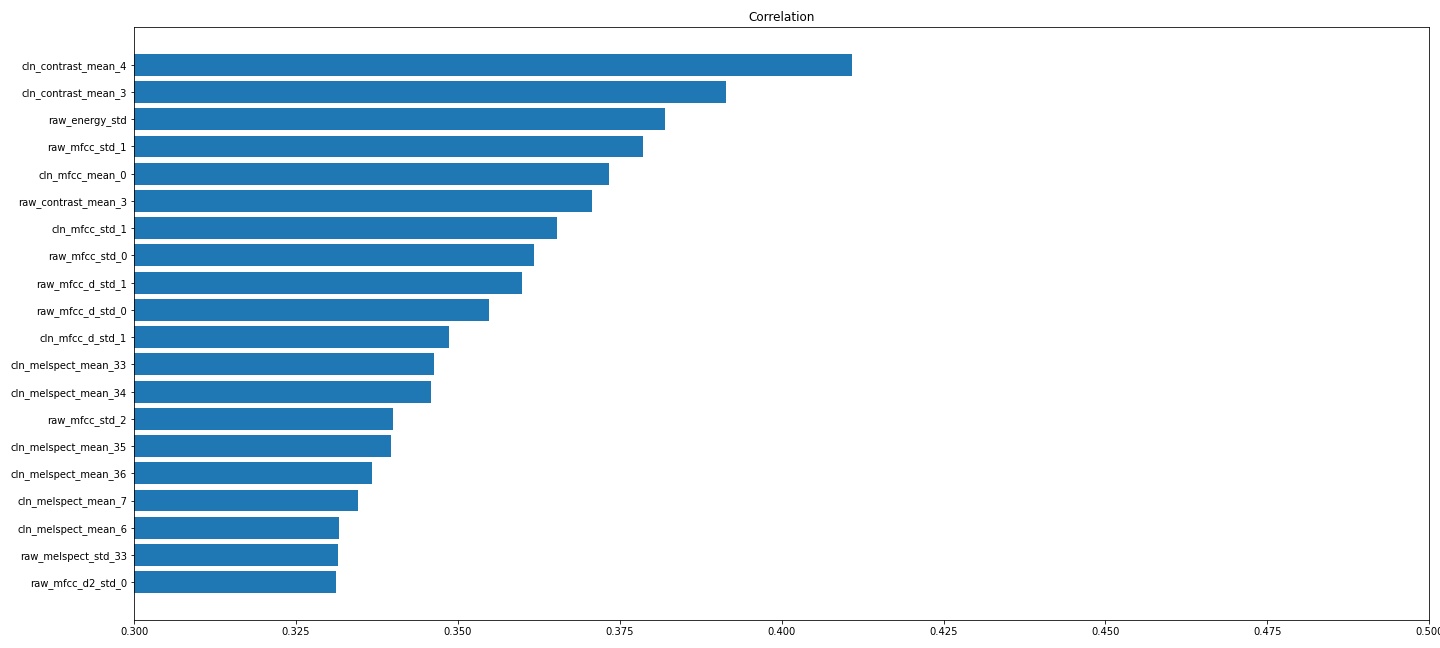 Correlation
cln_contrast_mean_4
cln_contrast_mean_3
raw_energy_std
raw_mfcc_std_1
cln_mfcc_mean_0
raw_contrast_mean_3
cln_mfcc_std_1
raw_mfcc_std_0
raw_mfcc_d_std_1
raw_mfcc_d_std_0
cln_mfcc_d_std_1
cln_melspect_mean_33
cln_melspect_mean_34
raw_mfcc_std_2
cln_melspect_mean_35
cln_melspect_mean_36
cln_melspect_mean_7
cln_melspect_mean_6
raw_melspect_std_33
raw_mfcc_d2_std_0
0.300 0.325 0.350 0.375 0.400 0.425 0.450 0.475 0.500